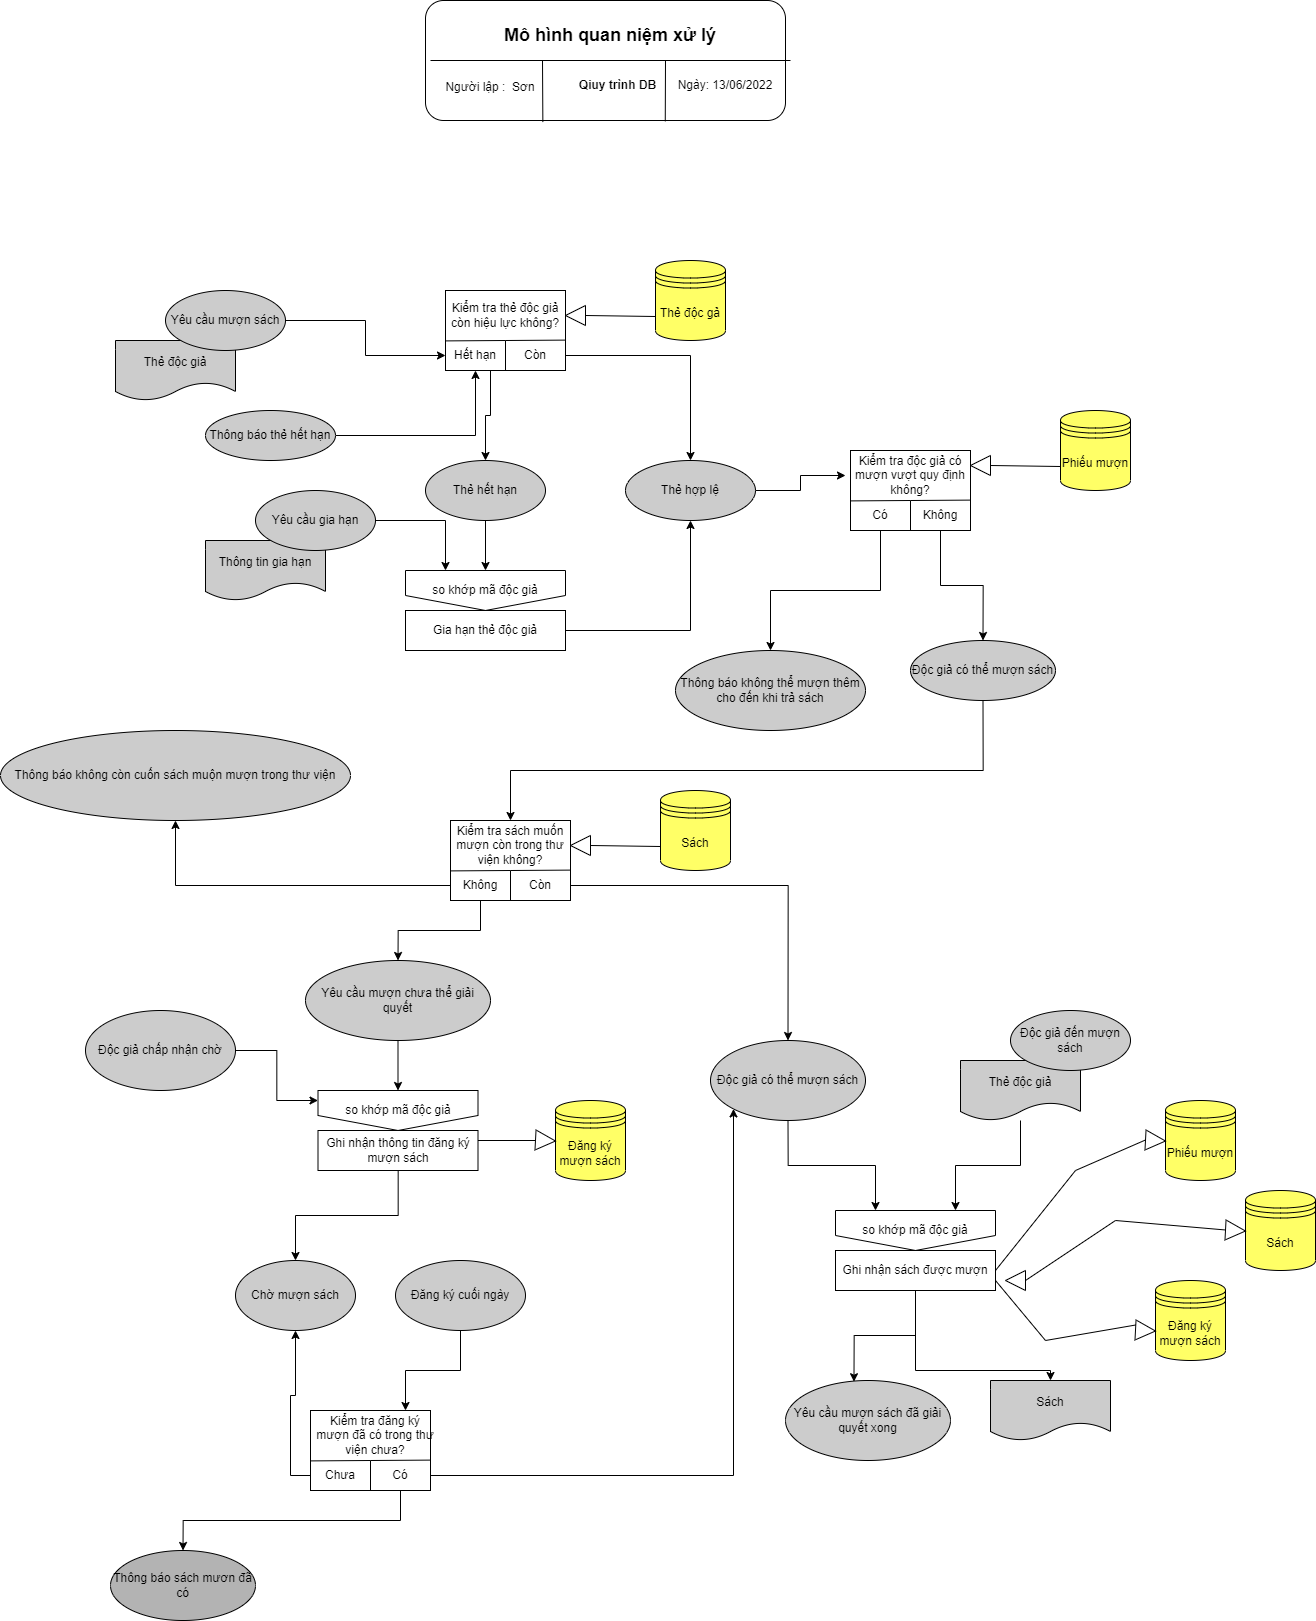 Mô hình quan niệm xử lý
Người lập :  Sơn
Qiuy trình DB
Ngày: 13/06/2022
Yêu cầu mượn sách
Thẻ độc giả
Kiểm tra thẻ độc giả
còn hiệu lực không?
Hết hạn
Còn
Thẻ độc gả
Thông báo thẻ hết hạn
Thẻ hết hạn
Thẻ hợp lệ
Kiểm tra độc giả có
mượn vượt quy định
không?
Có
Không
Phiếu mượn
Yêu cầu gia hạn
Thông tin gia hạn
so khớp mã độc giả
Gia hạn thẻ độc giả
Thông báo không thể mượn thêm
cho đến khi trả sách
Độc giả có thể mượn sách
Thông báo không còn cuốn sách muộn mượn trong thư viện
Kiểm tra sách muốn
mượn còn trong thư
viện không?
Không
Còn
Sách
Yêu cầu mượn chưa thể giải
quyết
Độc giả chấp nhận chờ
so khớp mã độc giả
Ghi nhận thông tin đăng ký
mượn sách
Đăng ký
mượn sách
Độc giả có thể mượn sách
Độc giả đến mượn
sách
Thẻ độc giả
Phiếu mượn
so khớp mã độc giả
Ghi nhận sách được mượn
Sách
Đăng ký
mượn sách
Chờ mượn sách
Đăng ký cuối ngày
Yêu cầu mượn sách đã giải
quyết xong
Sách
Kiểm tra đăng ký
mượn đã có trong thư
viện chưa?
Chưa
Có
Thông báo sách mươn đã
có